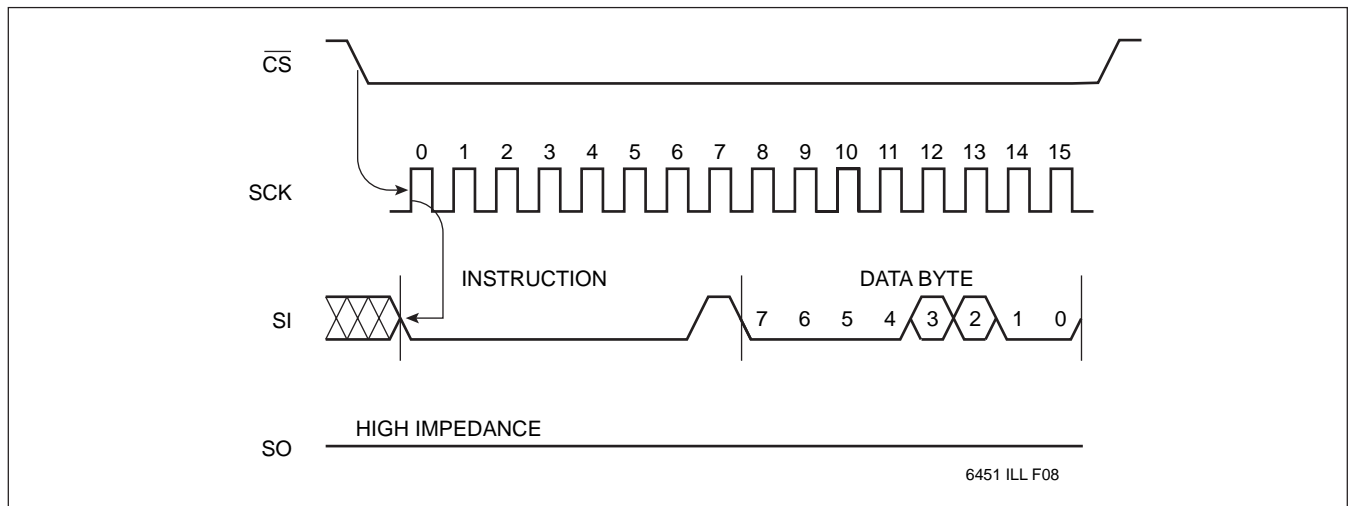 CS
0 1 2 3 4 5 6 7 8 9 10 11 12 13 14 15
SCK
INSTRUCTION DATA BYTE
SI 7 6 5 4 3 2 1 0
HIGH IMPEDANCE
SO
6451 ILL F08